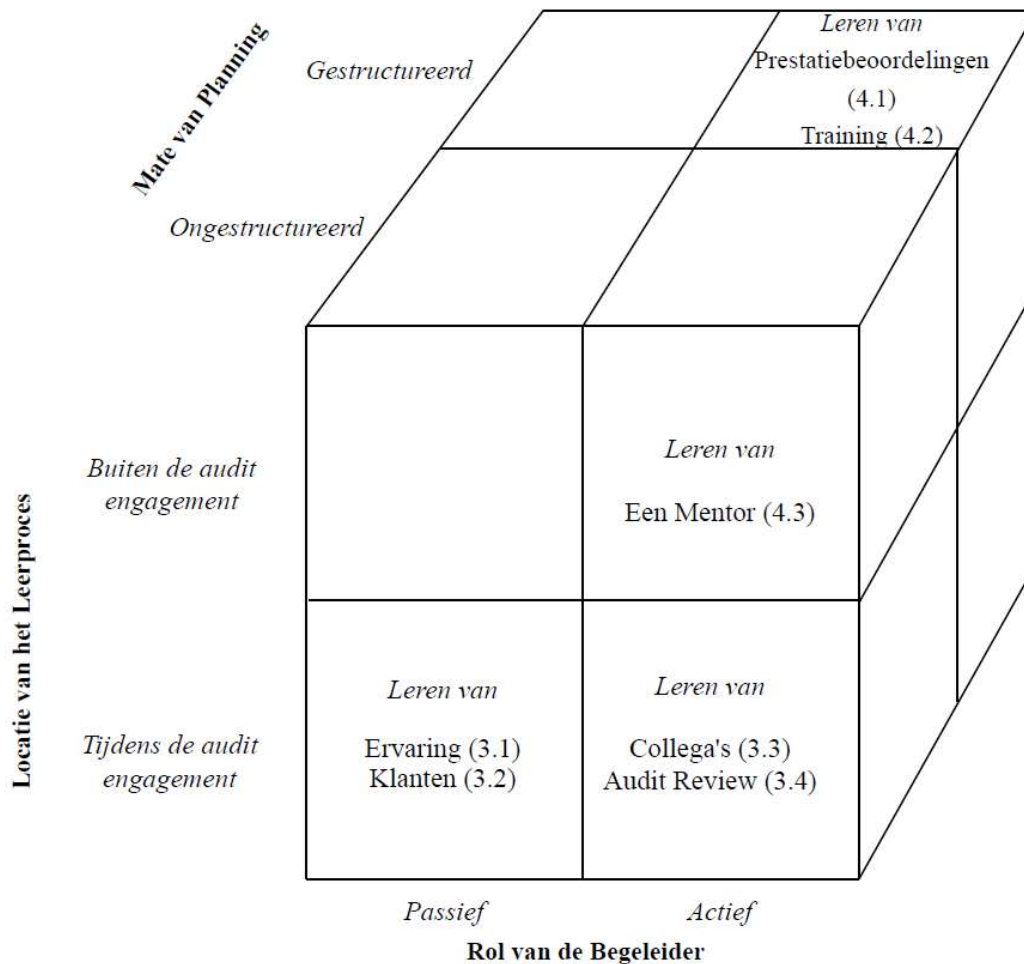 Mate van Planning
Gestructureerd
Ongestructureerd
Leren van
Prestatiebeoordelingen
(4.1)
Training (4.2)
Locatie van het Leerproces
Buiten de audit
engagement
Leren van
Een Mentor (4.3)
Tijdens de audit
engagement
Leren van
Ervaring (3.1)
Klanten (3.2)
Leren van
Collega's (3.3)
Audit Review (3.4)
Passief
Actief
Rol van de Begeleider